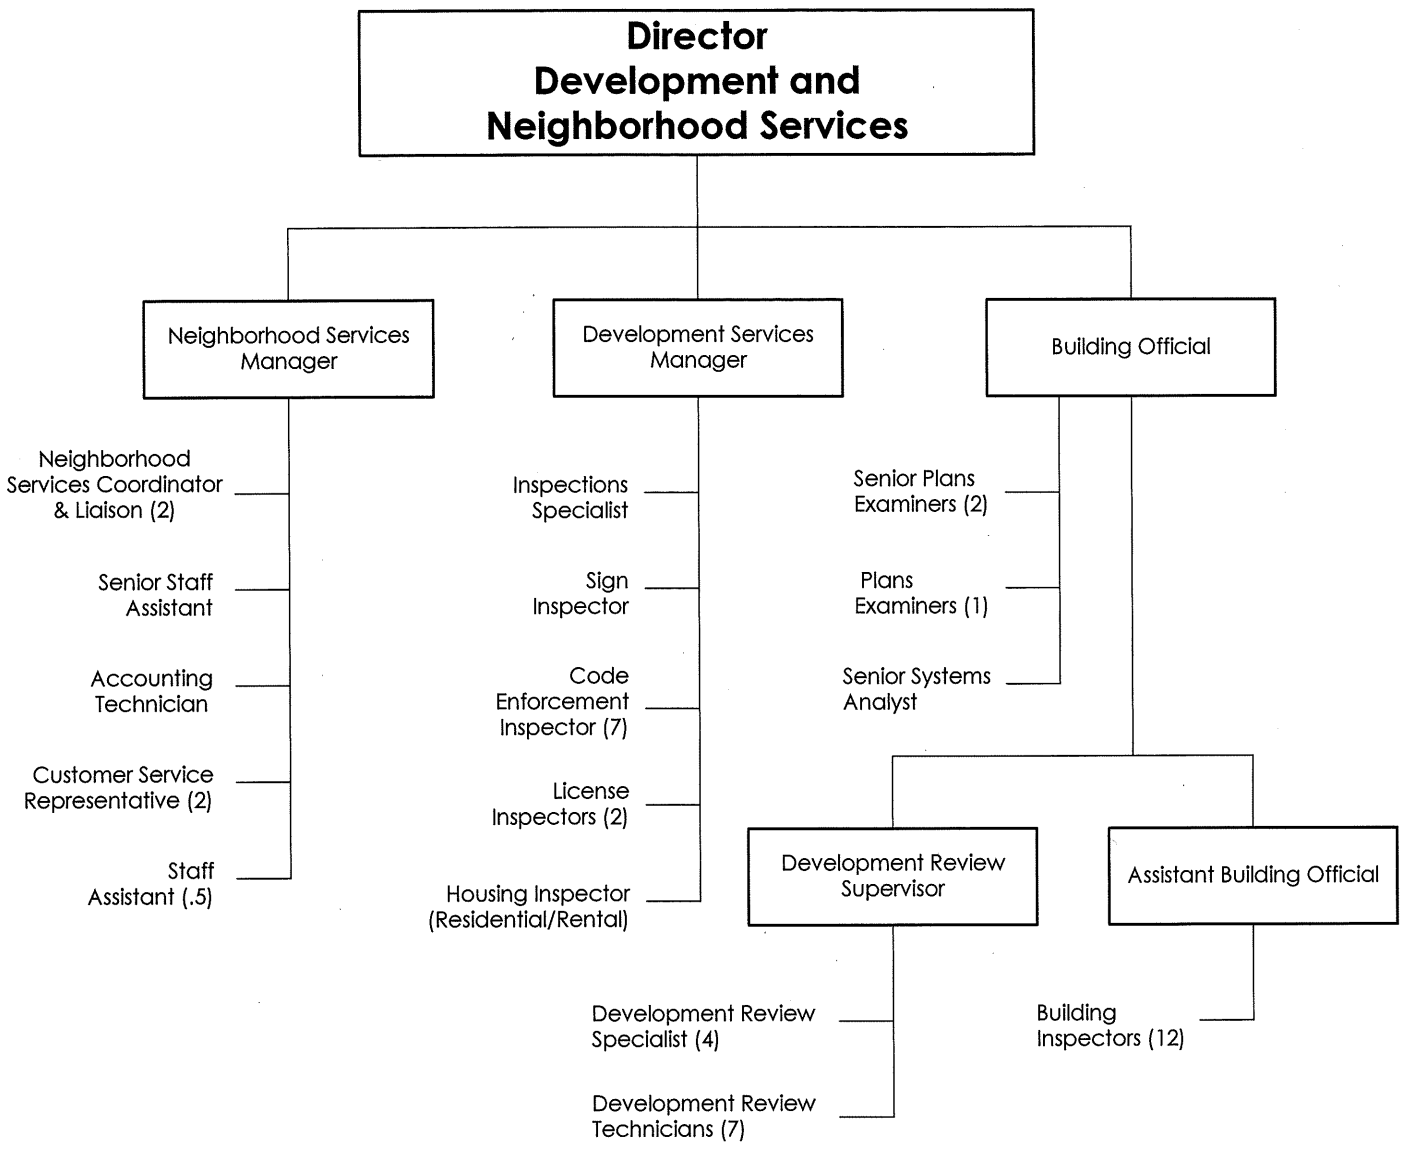 Director
Development and
Neighborhood Services
Neighborhood Services
Manager
Development Services
Manager
Building Official
Neighborhood
Services Coordinator
& Liaison (2)
Senior Staff
Assistant
Accounting
Technician
Customer Service
Representative (2)
Staff
Assistant (.5)
Inspections
Specialist
Sign
Inspector
Code
Enforcement
Inspector (7)
License
Inspectors (2)
Housing Inspector
(Residential/Rental)
Senior Plans
Examiners (2)
Plans
Examiners (1)
Senior Systems
Analyst
Development Review
Supervisor
Assistant Building Official
Development Review
Specialist (4)
Development Review
Technicians (7)
Building
Inspectors (12)